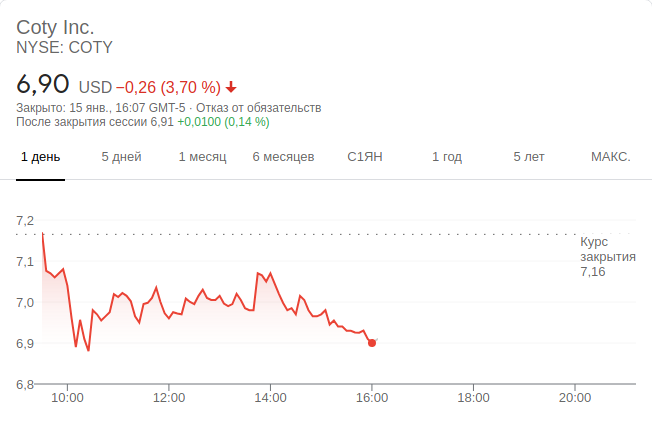 Coty Inc.
NYSE: COTY
6,90 USD −0,26 (3,70 %)
Закрыто: 15 янв., 16:07 GMT-5 · Отказ от обязательств
После закрытия сессии 6,91 +0,0100 (0,14 %)
1 день 5 дней 1 месяц 6 месяцев С1ЯН 1 год 5 лет МАКС.
7,2
Курс
закрытия
7,16
7,1
7,0
6,9
6,8
10:00 12:00 14:00 16:00 18:00 20:00